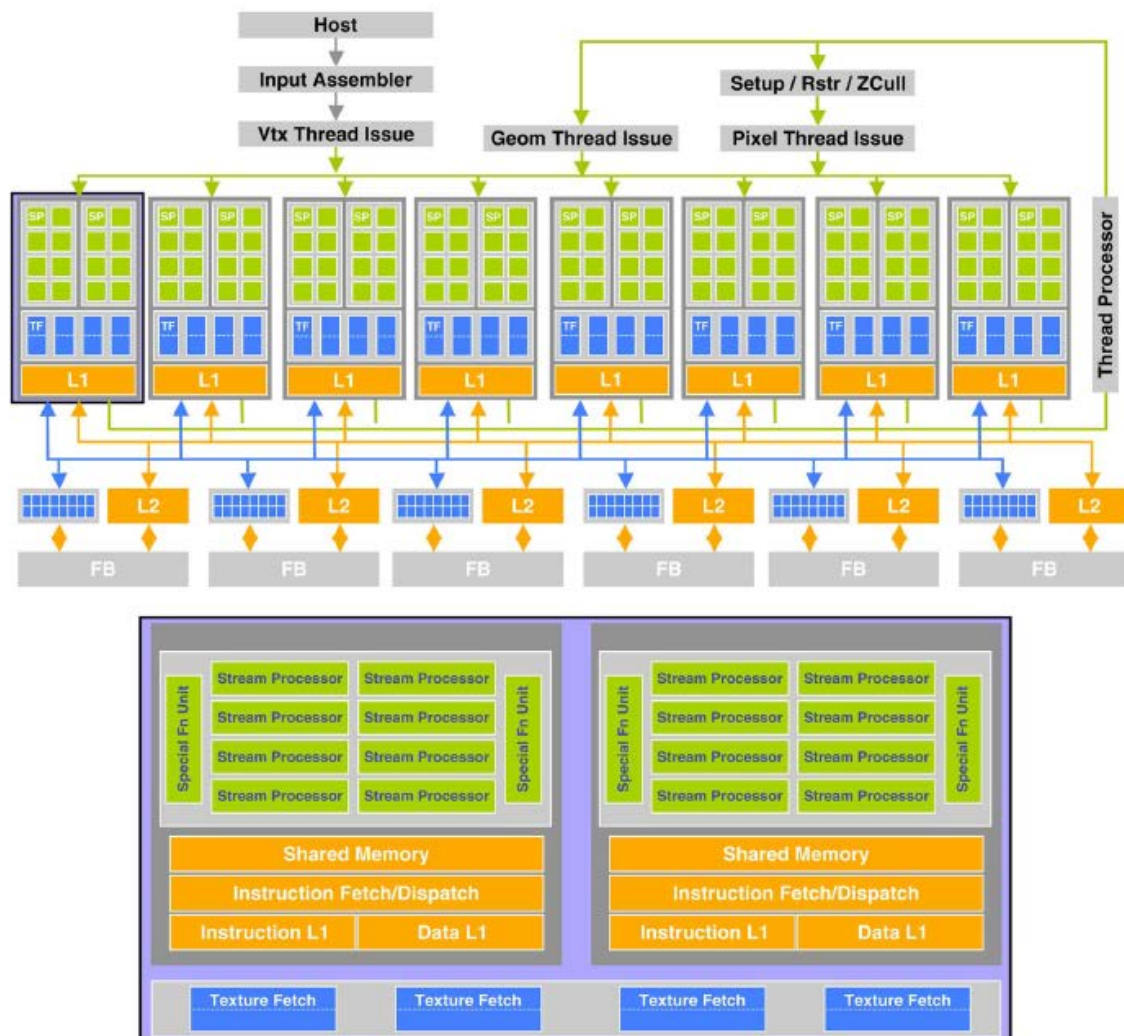 Host
Input Assembler
Setup / Rstr / ZCull
Vtx Thread Issue
Geom Thread Issue
Pixel Thread Issue
SP SP SP SP SP SP SP SP SP SP SP SP SP SP SP SP
Thread Processor
TF TF TF TF TF TF TF TF
L1 L1 L1 L1 L1 L1 L1 L1
L2 L2 L2 L2 L2 L2
FB FB FB FB FB FB
Special Fn Unit
Stream Processor Stream Processor
Stream Processor Stream Processor
Stream Processor Stream Processor
Stream Processor Stream Processor
Special Fn Unit
Shared Memory
Instruction Fetch/Dispatch
Instruction L1 Data L1
Special Fn Unit
Stream Processor Stream Processor
Stream Processor Stream Processor
Stream Processor Stream Processor
Stream Processor Stream Processor
Special Fn Unit
Shared Memory
Instruction Fetch/Dispatch
Instruction L1 Data L1
Texture Fetch Texture Fetch Texture Fetch Texture Fetch